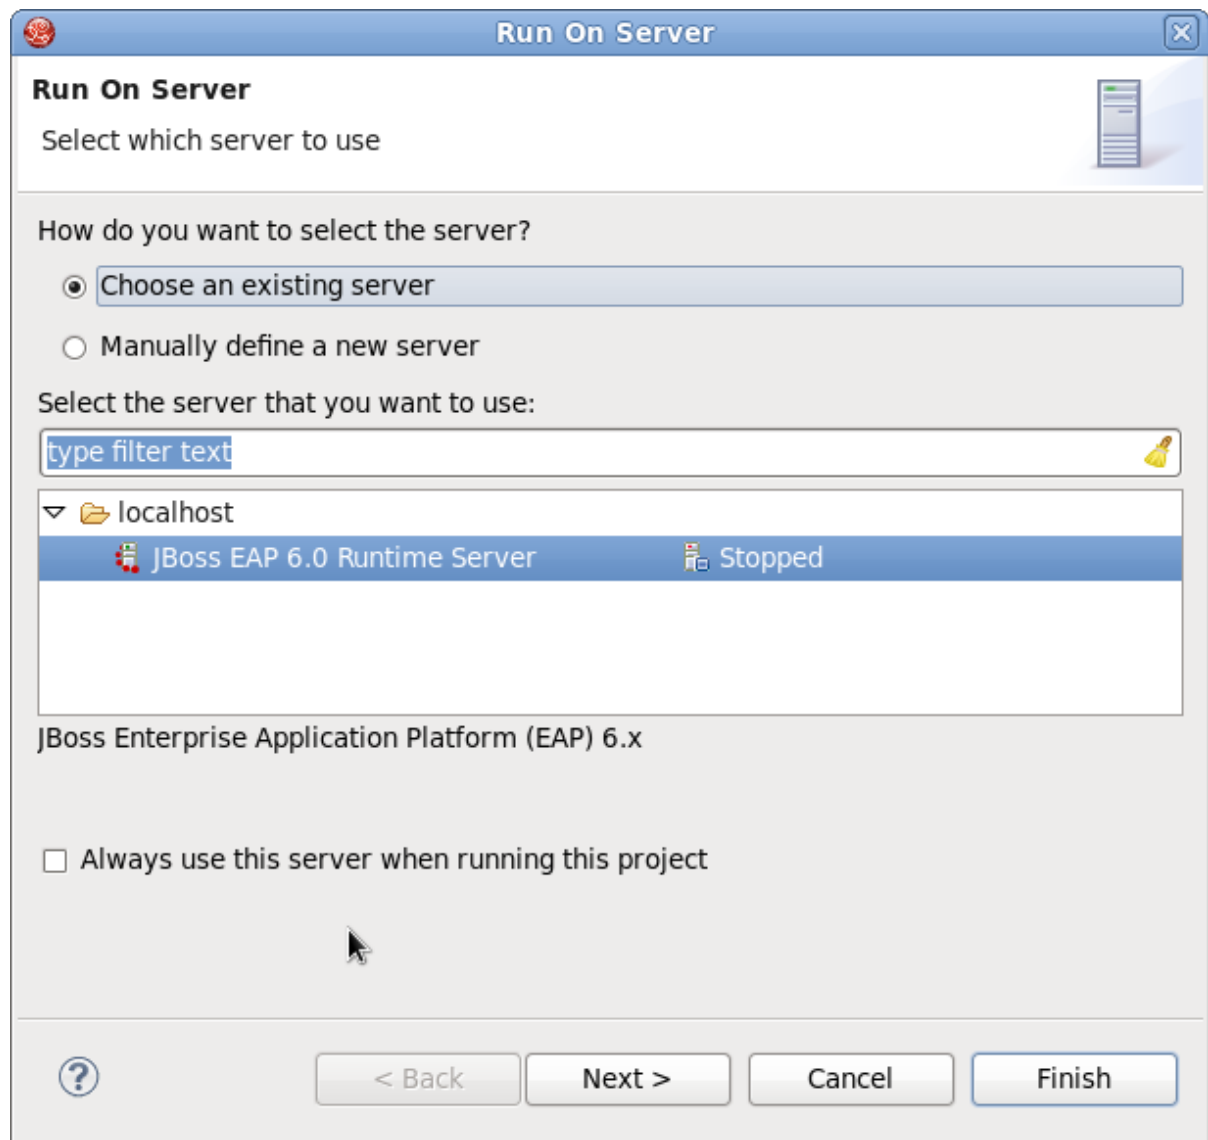 Run On Server
Run On Server
Select which server to use
How do you want to select the server?
Choose an existing server
Manually define a new server
Select the server that you want to use:
type filter text
localhost
JBoss EAP 6.0 Runtime Server Stopped
JBoss Enterprise Application Platform (EAP) 6.x
Always use this server when running this project
? < Back Next > Cancel Finish